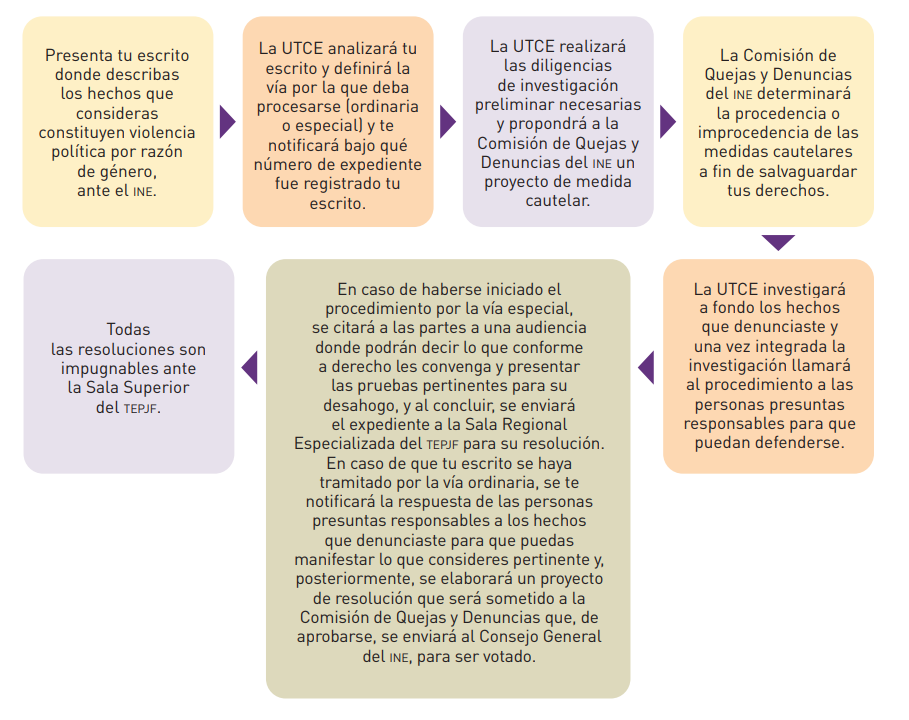 Presenta tu escrito
donde describas
los hechos que
consideras
constituyen violencia
política por razón
de género,
ante el INE.
La UTCE analizará tu
escrito y definirá la
vía por la que deba
procesarse (ordinaria
o especial) y te
notificará bajo qué
número de expediente
fue registrado tu
escrito.
La UTCE realizará
las diligencias
de investigación
preliminar necesarias
y propondrá a la
Comisión de Quejas y
Denuncias del INE un
proyecto de medida
cautelar.
La Comisión de
Quejas y Denuncias
del INE determinará
la procedencia o
improcedencia de las
medidas cautelares
a fin de salvaguardar
tus derechos.
La UTCE investigará
a fondo los hechos
que denunciaste y
una vez integrada la
investigación llamará
al procedimiento a las
personas presuntas
responsables para que
puedan defenderse.
En caso de haberse iniciado el
procedimiento por la vía especial,
se citará a las partes a una audiencia
donde podrán decir lo que conforme
a derecho les convenga y presentar
las pruebas pertinentes para su
desahogo, y al concluir, se enviará
el expediente a la Sala Regional
Especializada del TEPJF para su resolución.
En caso de que tu escrito se haya
tramitado por la vía ordinaria, se te
notificará la respuesta de las personas
presuntas responsables a los hechos
que denunciaste para que puedas
manifestar lo que consideres pertinente y,
posteriormente, se elaborará un proyecto
de resolución que será sometido a la
Comisión de Quejas y Denuncias que, de
aprobarse, se enviará al Consejo General
del INE, para ser votado.
Todas
las resoluciones son
impugnables ante
la Sala Superior
del TEPJF.